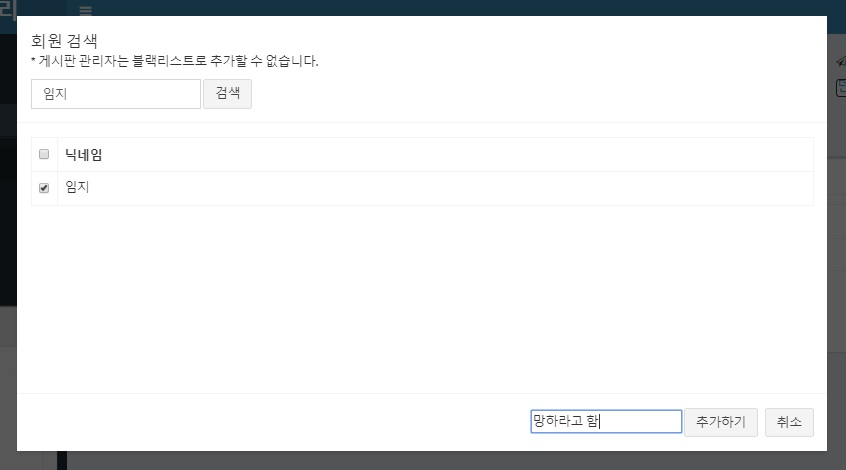 리
회원 검색
* 게시판 관리자는 블랙리스트로 추가할 수 없습니다.
임지 검색
닉네임
임지
망하라고 함 추가하기 취소